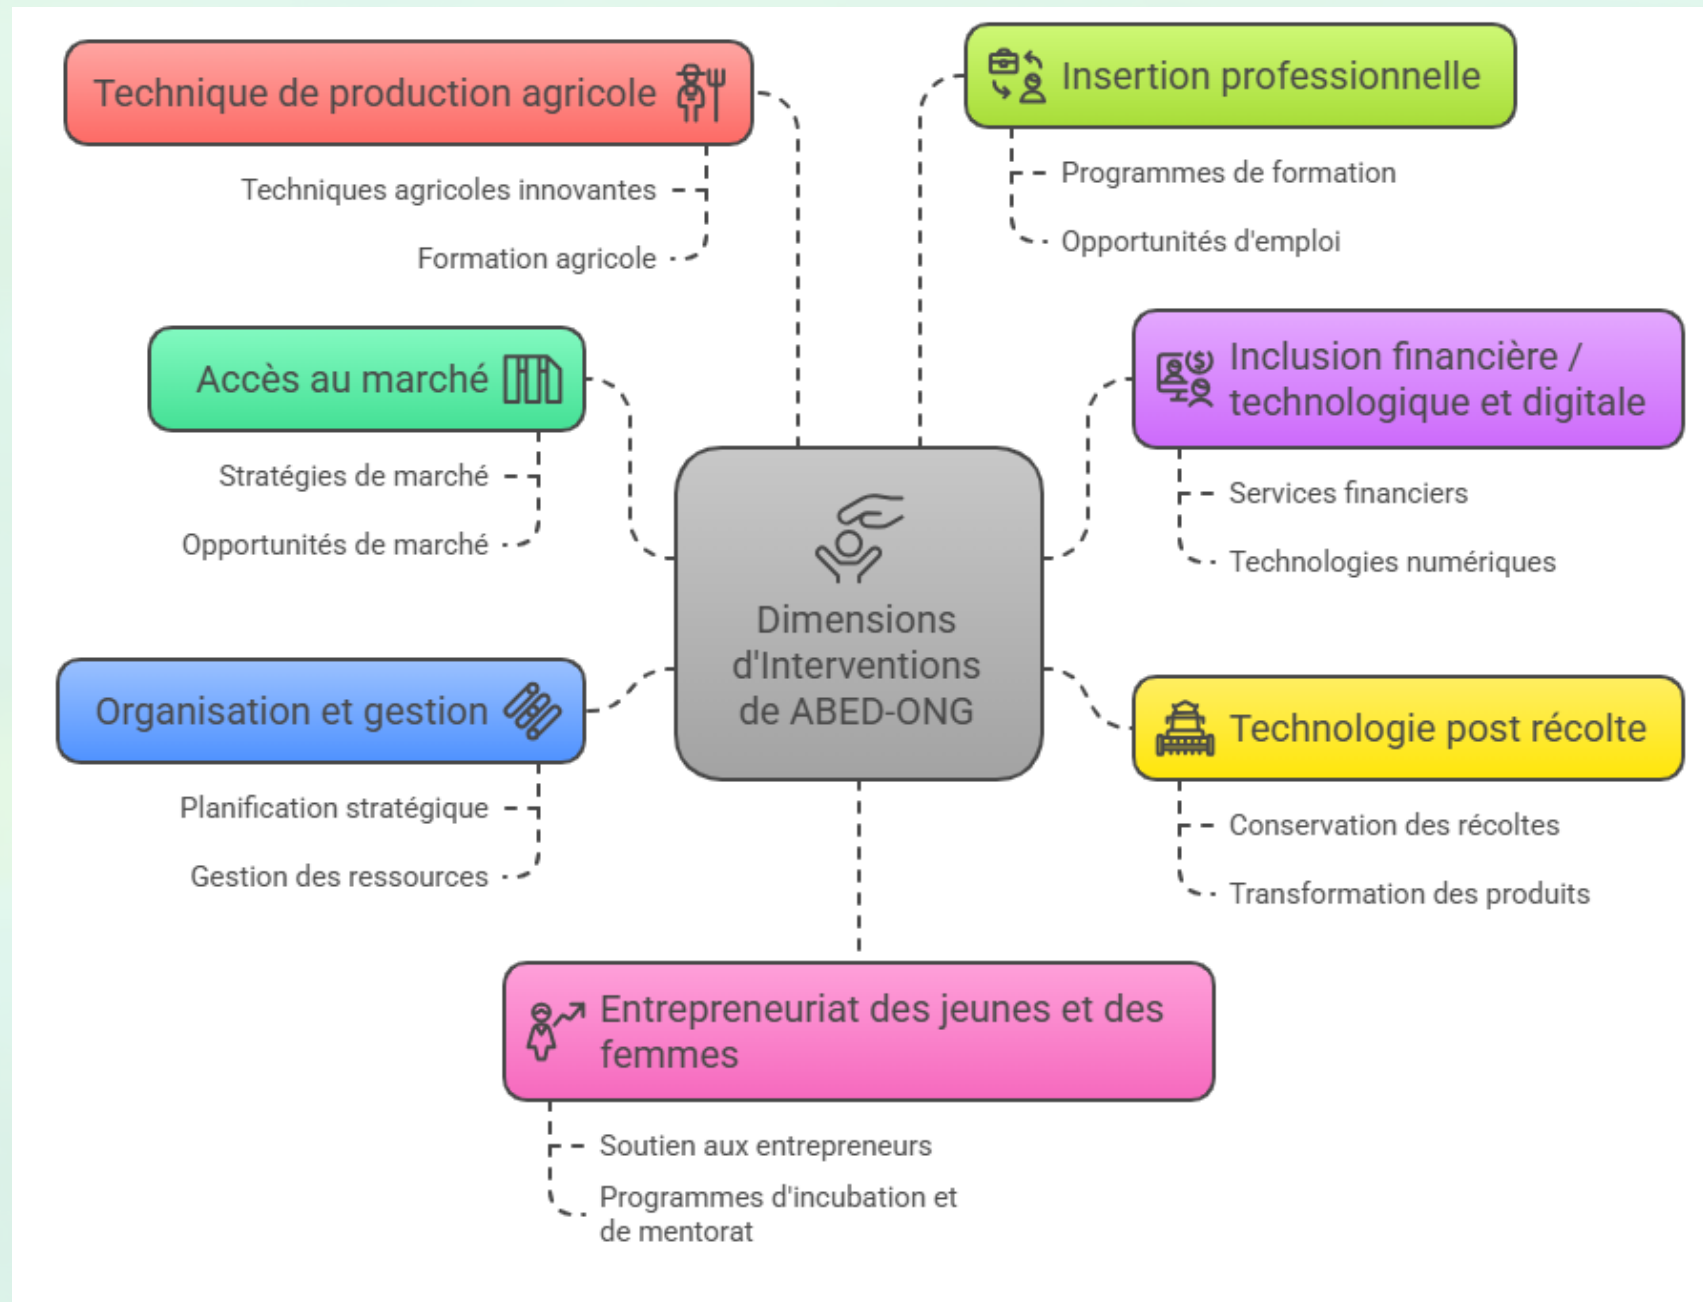 Technique de production agricole
Techniques agricoles innovantes
Formation agricole
Insertion professionnelle
Programmes de formation
Opportunités d'emploi
Accès au marché
Stratégies de marché
Opportunités de marché
Inclusion financière /
technologique et digitale
Services financiers
Technologies numériques
Dimensions
d'Interventions
de ABED-ONG
Organisation et gestion
Planification stratégique
Gestion des ressources
Technologie post récolte
Conservation des récoltes
Transformation des produits
Entrepreneuriat des jeunes et des
femmes
Soutien aux entrepreneurs
Programmes d'incubation et
de mentorat